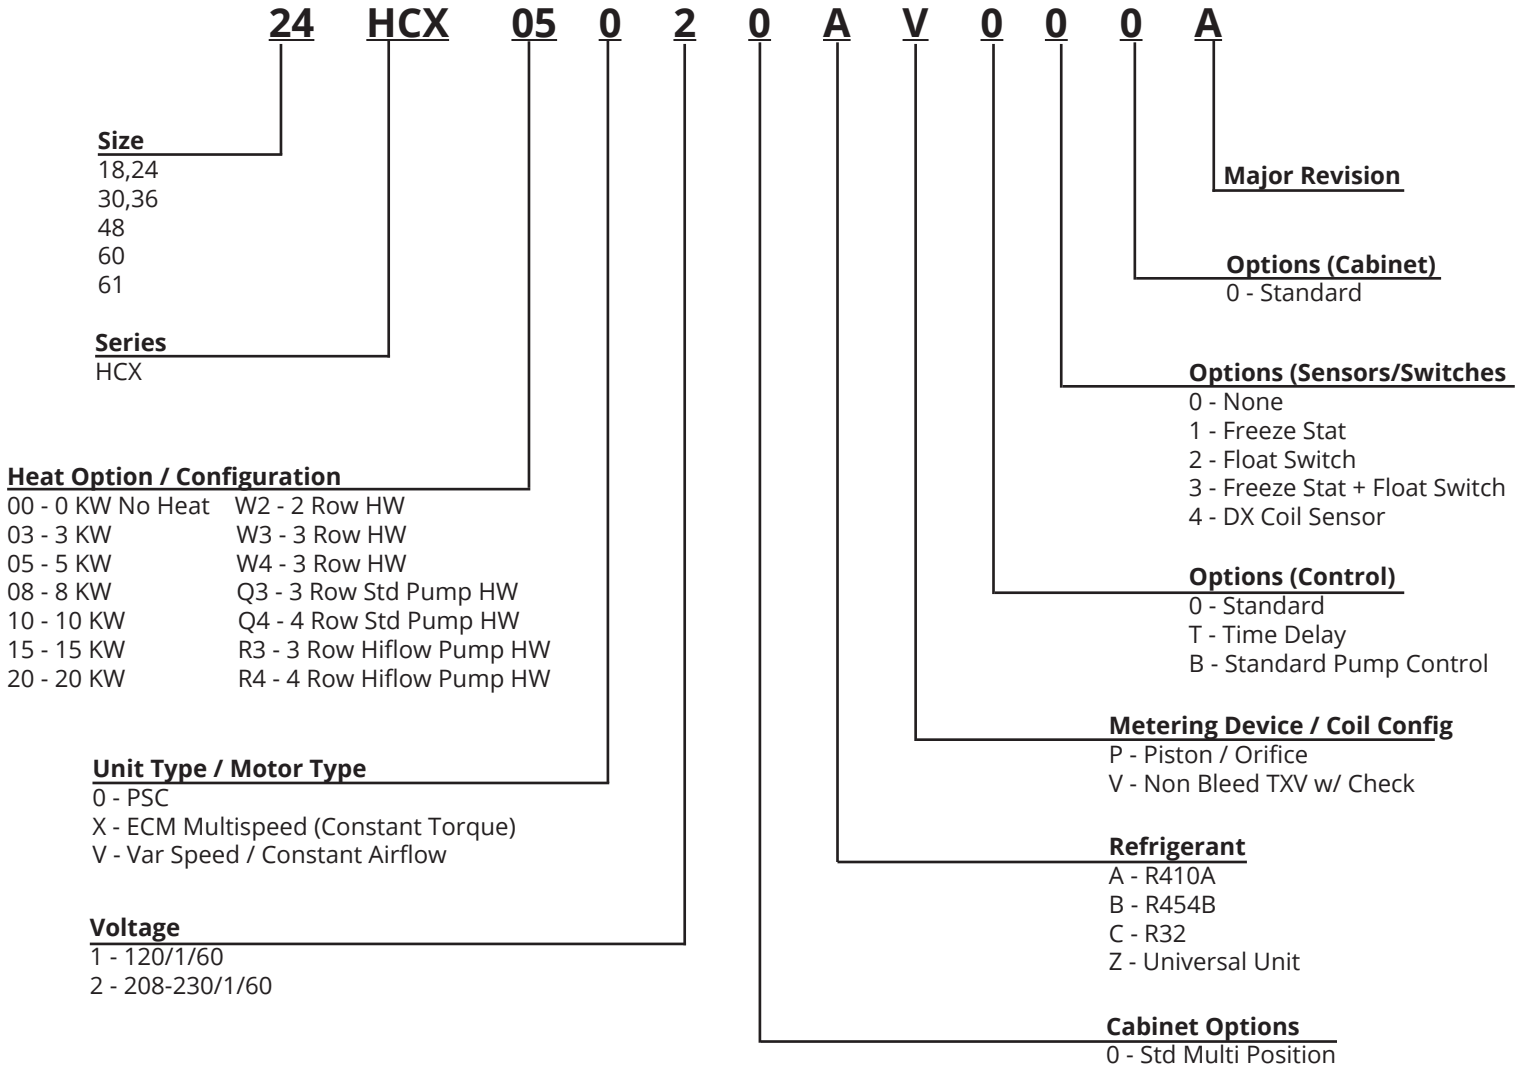 24 HCX 05 0 2 0 A V 0 0 0 A
Size
18,24
30,36
48
60
61
Series
HCX
Heat Option / Configuration
00 - 0 KW No Heat W2 - 2 Row HW
03 - 3 KW W3 - 3 Row HW
05 - 5 KW W4 - 3 Row HW
08 - 8 KW Q3 - 3 Row Std Pump HW
10 - 10 KW Q4 - 4 Row Std Pump HW
15 - 15 KW R3 - 3 Row Hiflow Pump HW
20 - 20 KW R4 - 4 Row Hiflow Pump HW
Unit Type / Motor Type
0 - PSC
X - ECM Multispeed (Constant Torque)
V - Var Speed / Constant Airflow
Voltage
1 - 120/1/60
2 - 208-230/1/60
Major Revision
Options (Cabinet)
0 - Standard
Options (Sensors/Switches
0 - None
1 - Freeze Stat
2 - Float Switch
3 - Freeze Stat + Float Switch
4 - DX Coil Sensor
Options (Control)
0 - Standard
T - Time Delay
B - Standard Pump Control
Metering Device / Coil Config
P - Piston / Orifice
V - Non Bleed TXV w/ Check
Refrigerant
A - R410A
B - R454B
C - R32
Z - Universal Unit
Cabinet Options
0 - Std Multi Position